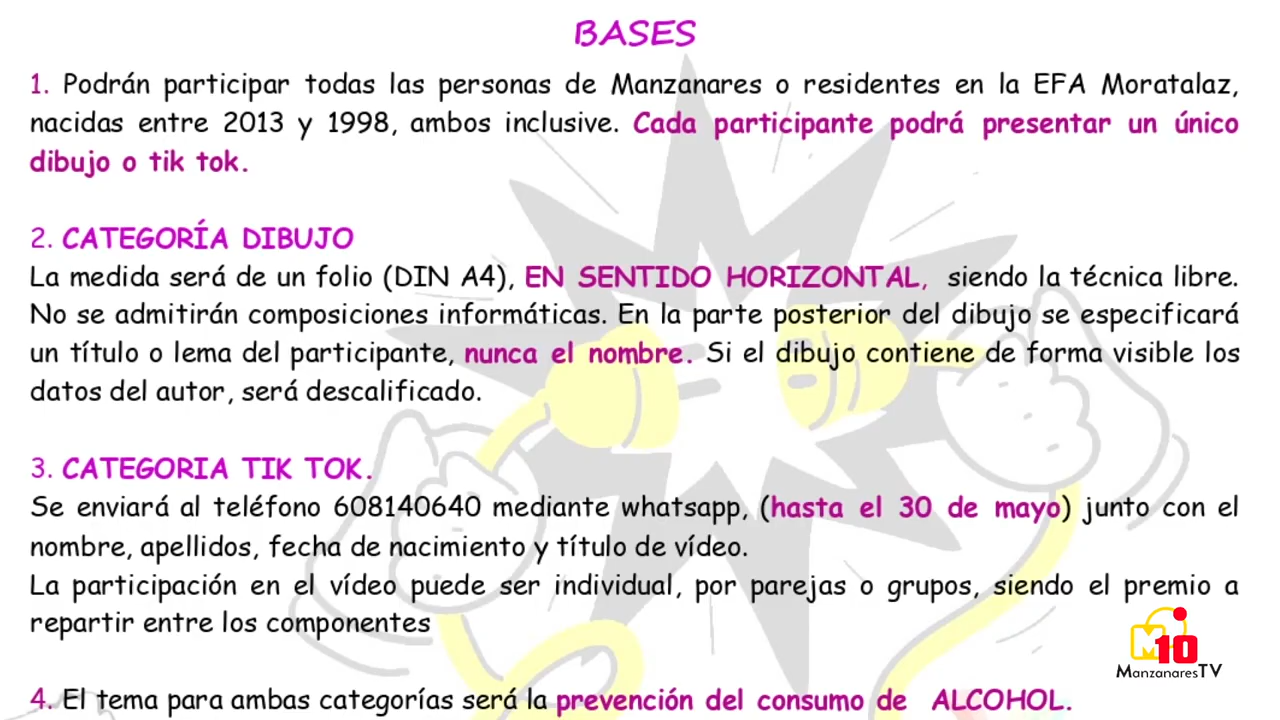 BASES
1. Podrán participar todas las personas de Manzanares o residentes en la EFA Moratalaz,
nacidas entre 2013 y 1998, ambos inclusive. Cada participante podrá presentar un único
dibujo o tik tok.
2. CATEGORÍA DIBUJO
La medida será de un folio (DIN A4), EN SENTIDO HORIZONTAL, siendo la técnica libre.
No se admitirán composiciones informáticas. En la parte posterior del dibujo se especificará
un título o lema del participante, nunca el nombre. Si el dibujo contiene de forma visible los
datos del autor, será descalificado.
3. CATEGORIA TIK TOK.
Se enviará al teléfono 608140640 mediante whatsapp, (hasta el 30 de mayo) junto con el
nombre, apellidos, fecha de nacimiento y título de vídeo.
La participación en el vídeo puede ser individual, por parejas o grupos, siendo el premio a
repartir entre los componentes
4. El tema para ambas categorías será la prevención del consumo de ALCOHOL.
M10
ManzanaresTV